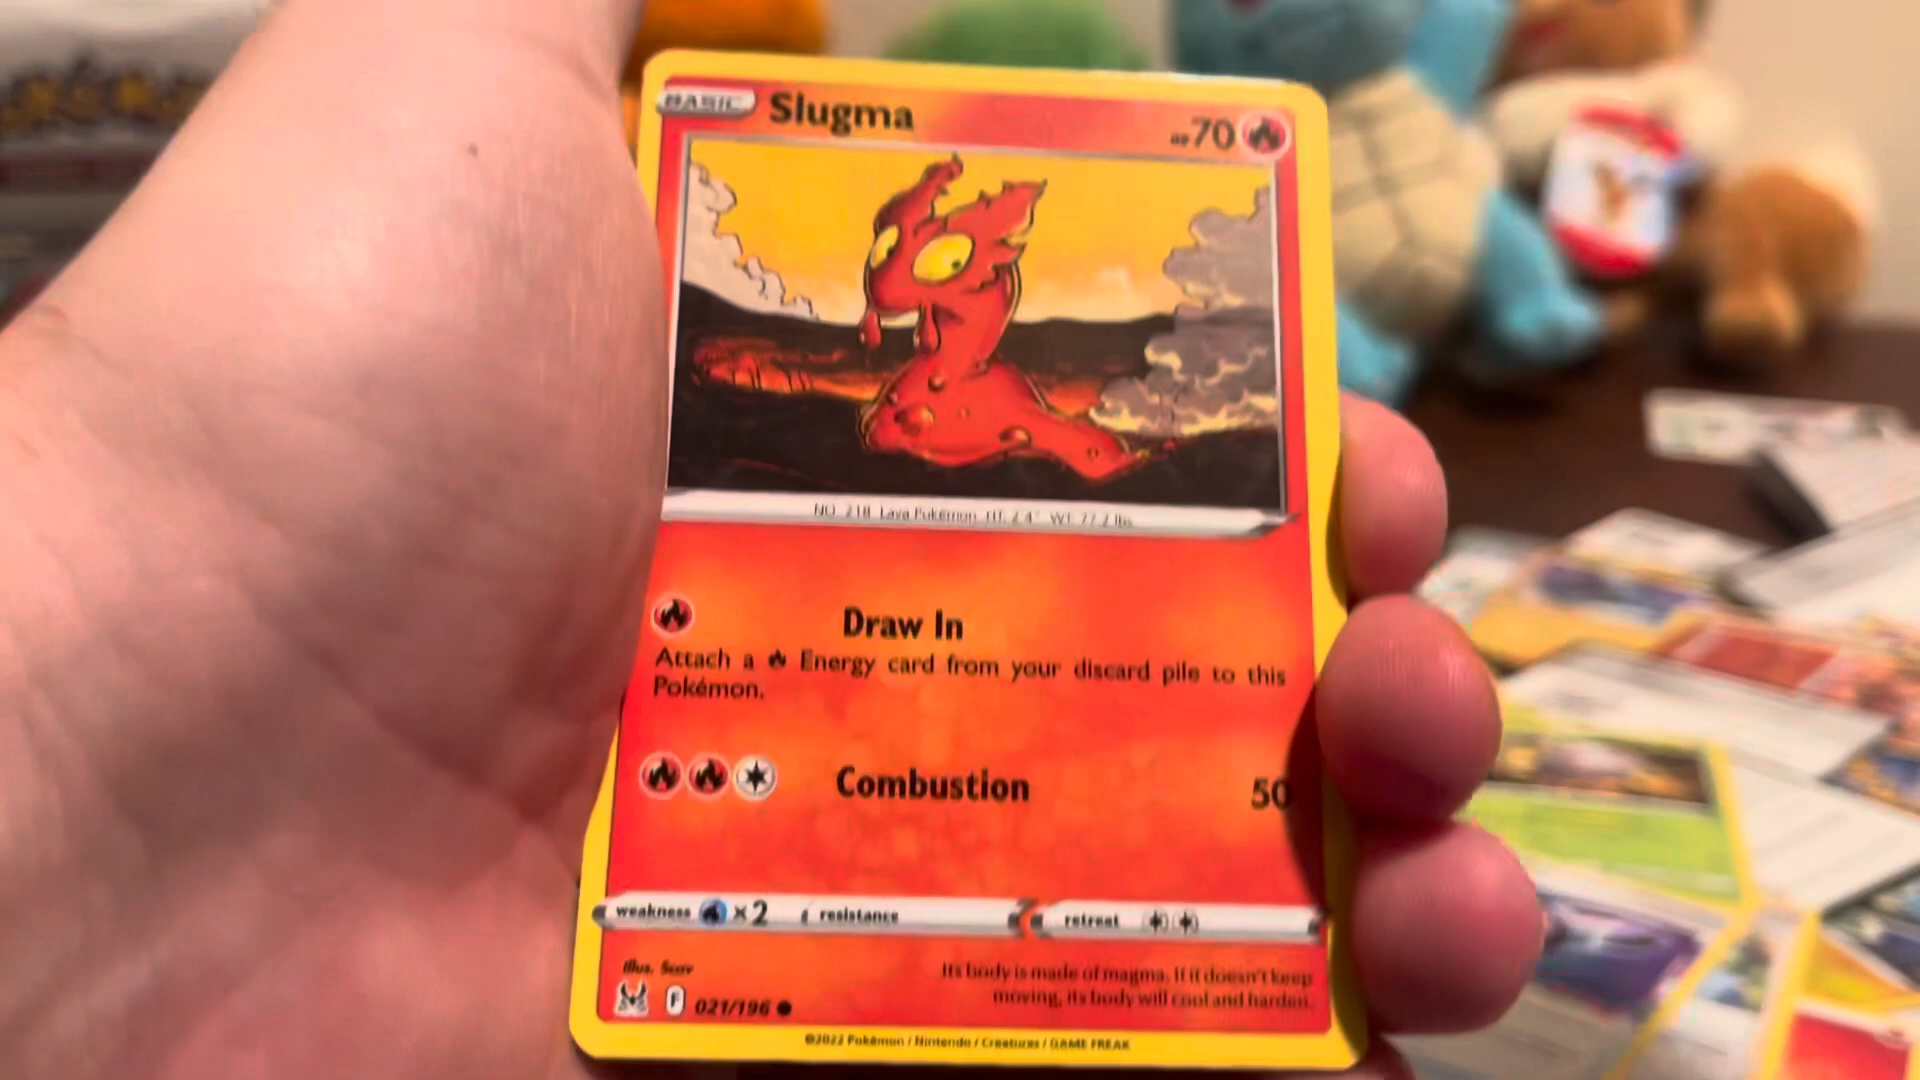 BASIC Slugma HP70
NO. 218 Lava Pokémon HT: 2'4" WT: 77.2 lbs.
Draw In
Attach a Energy card from your discard pile to this
Pokémon.
Combustion 50
weakness ×2 resistance retreat
Illus. Scav
F 021/196
Its body is made of magma. If it doesn't keep
moving, its body will cool and harden.
©2022 Pokémon / Nintendo / Creatures / GAME FREAK